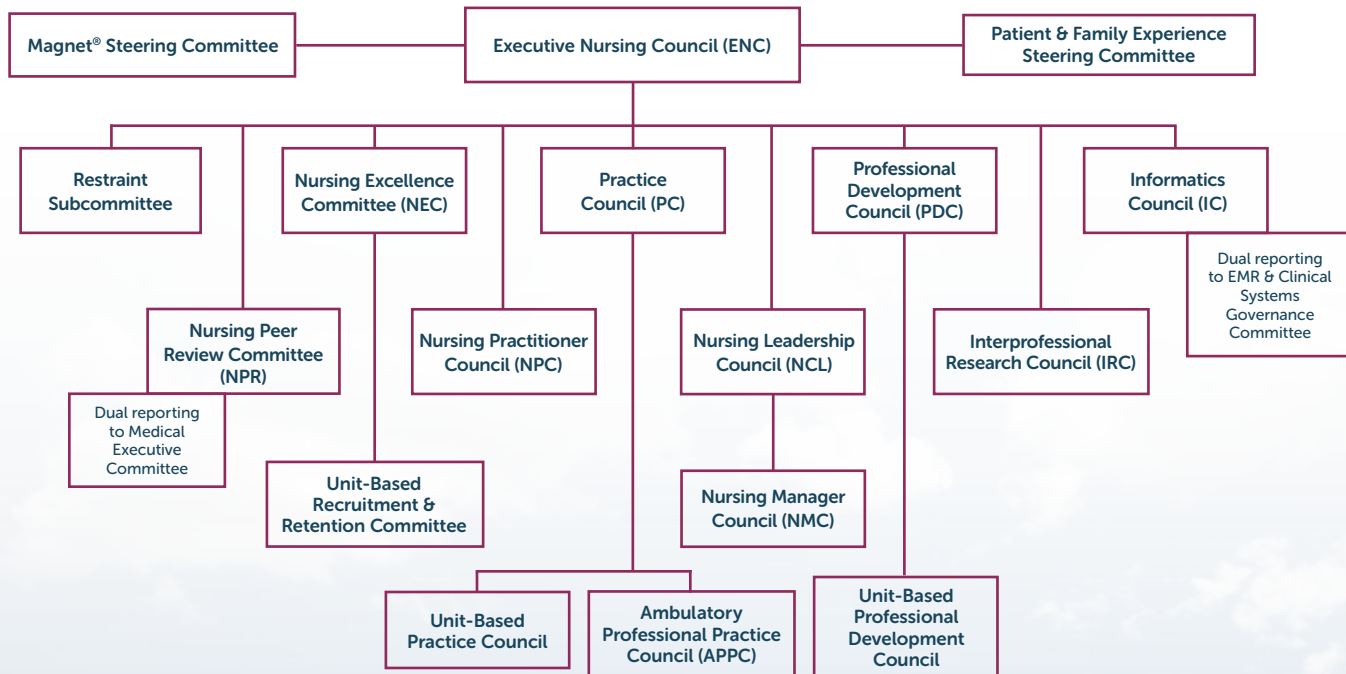 Magnet® Steering Committee
Executive Nursing Council (ENC)
Patient & Family Experience
Steering Committee
Restraint
Subcommittee
Nursing Excellence
Committee (NEC)
Practice
Council (PC)
Professional
Development
Council (PDC)
Informatics
Council (IC)
Dual reporting
to EMR & Clinical
Systems
Governance
Committee
Nursing Peer
Review Committee
(NPR)
Dual reporting
to Medical
Executive
Committee
Nursing Practitioner
Council (NPC)
Nursing Leadership
Council (NCL)
Interprofessional
Research Council (IRC)
Unit-Based
Recruitment &
Retention Committee
Nursing Manager
Council (NMC)
Unit-Based
Practice Council
Ambulatory
Professional Practice
Council (APPC)
Unit-Based
Professional
Development
Council